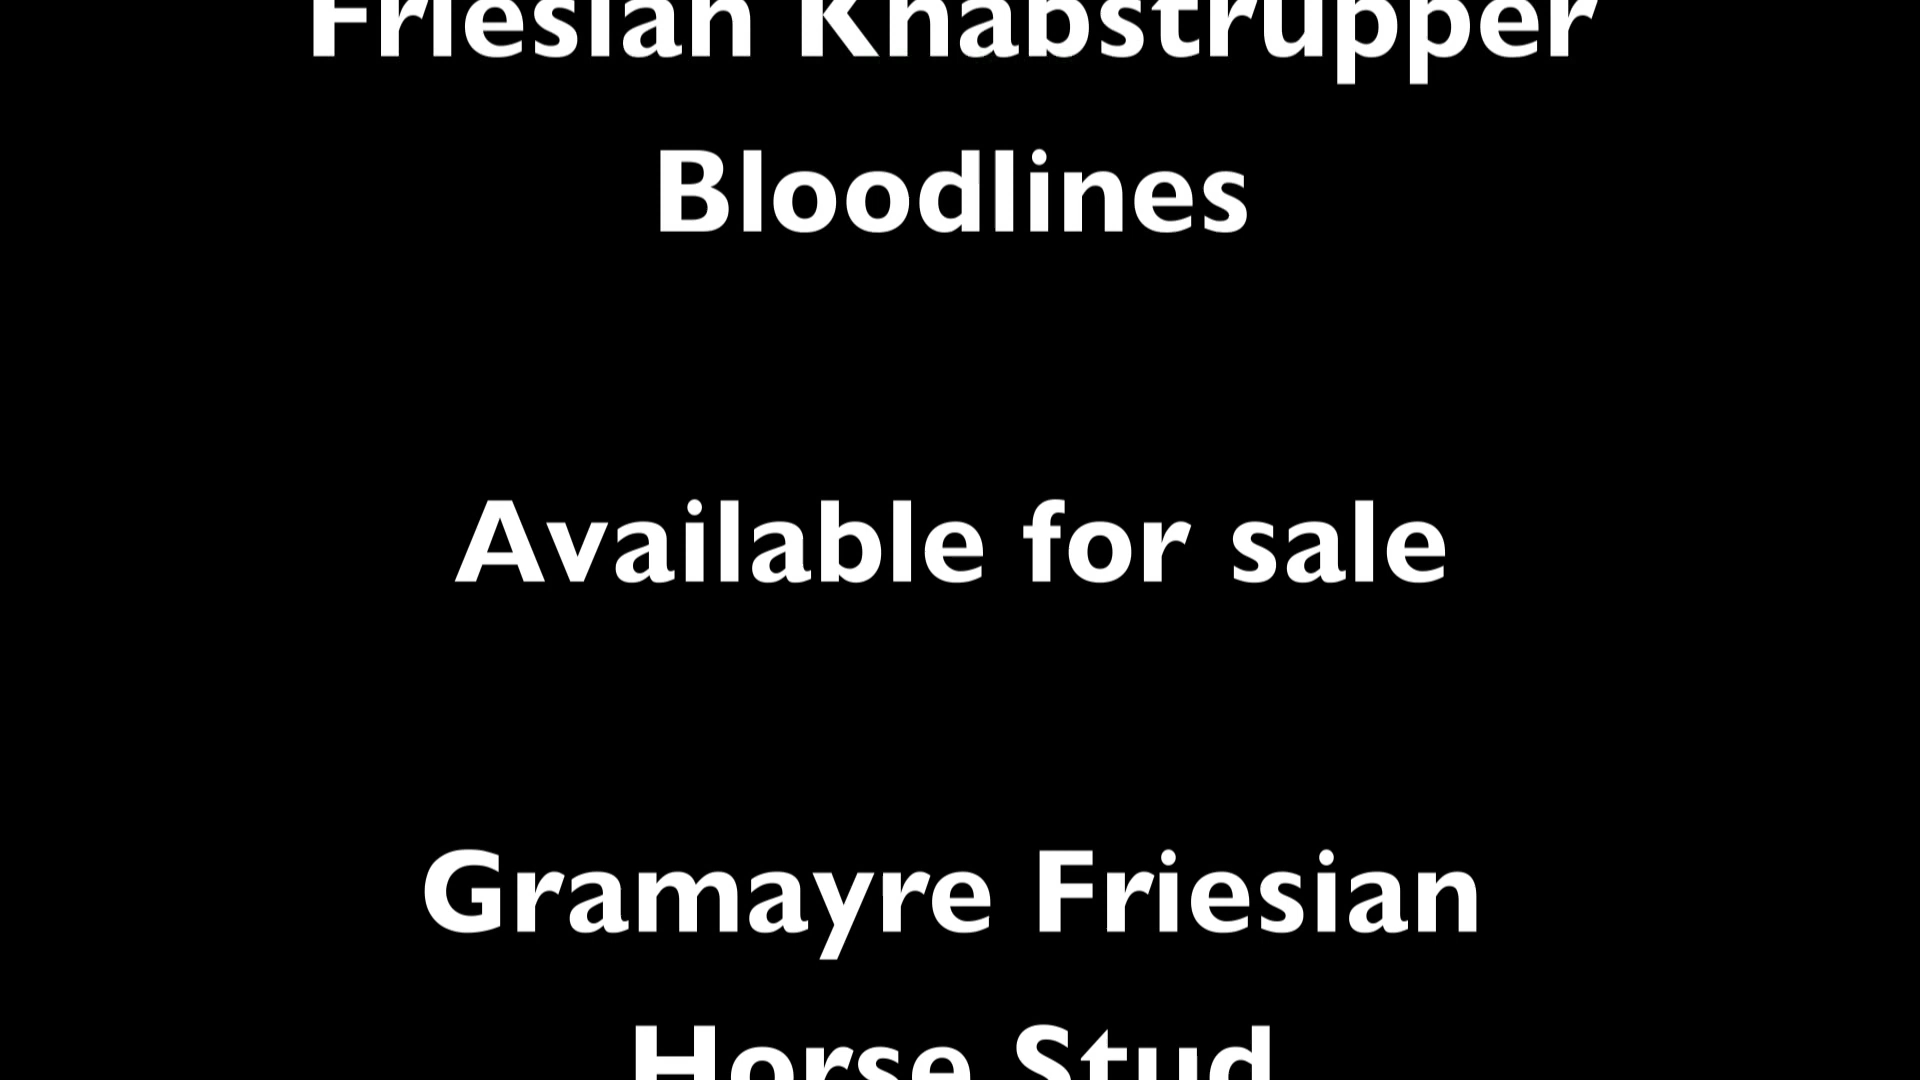 Friesian Knabstrupper
Bloodlines
Available for sale
Gramayre Friesian
Horse Stud